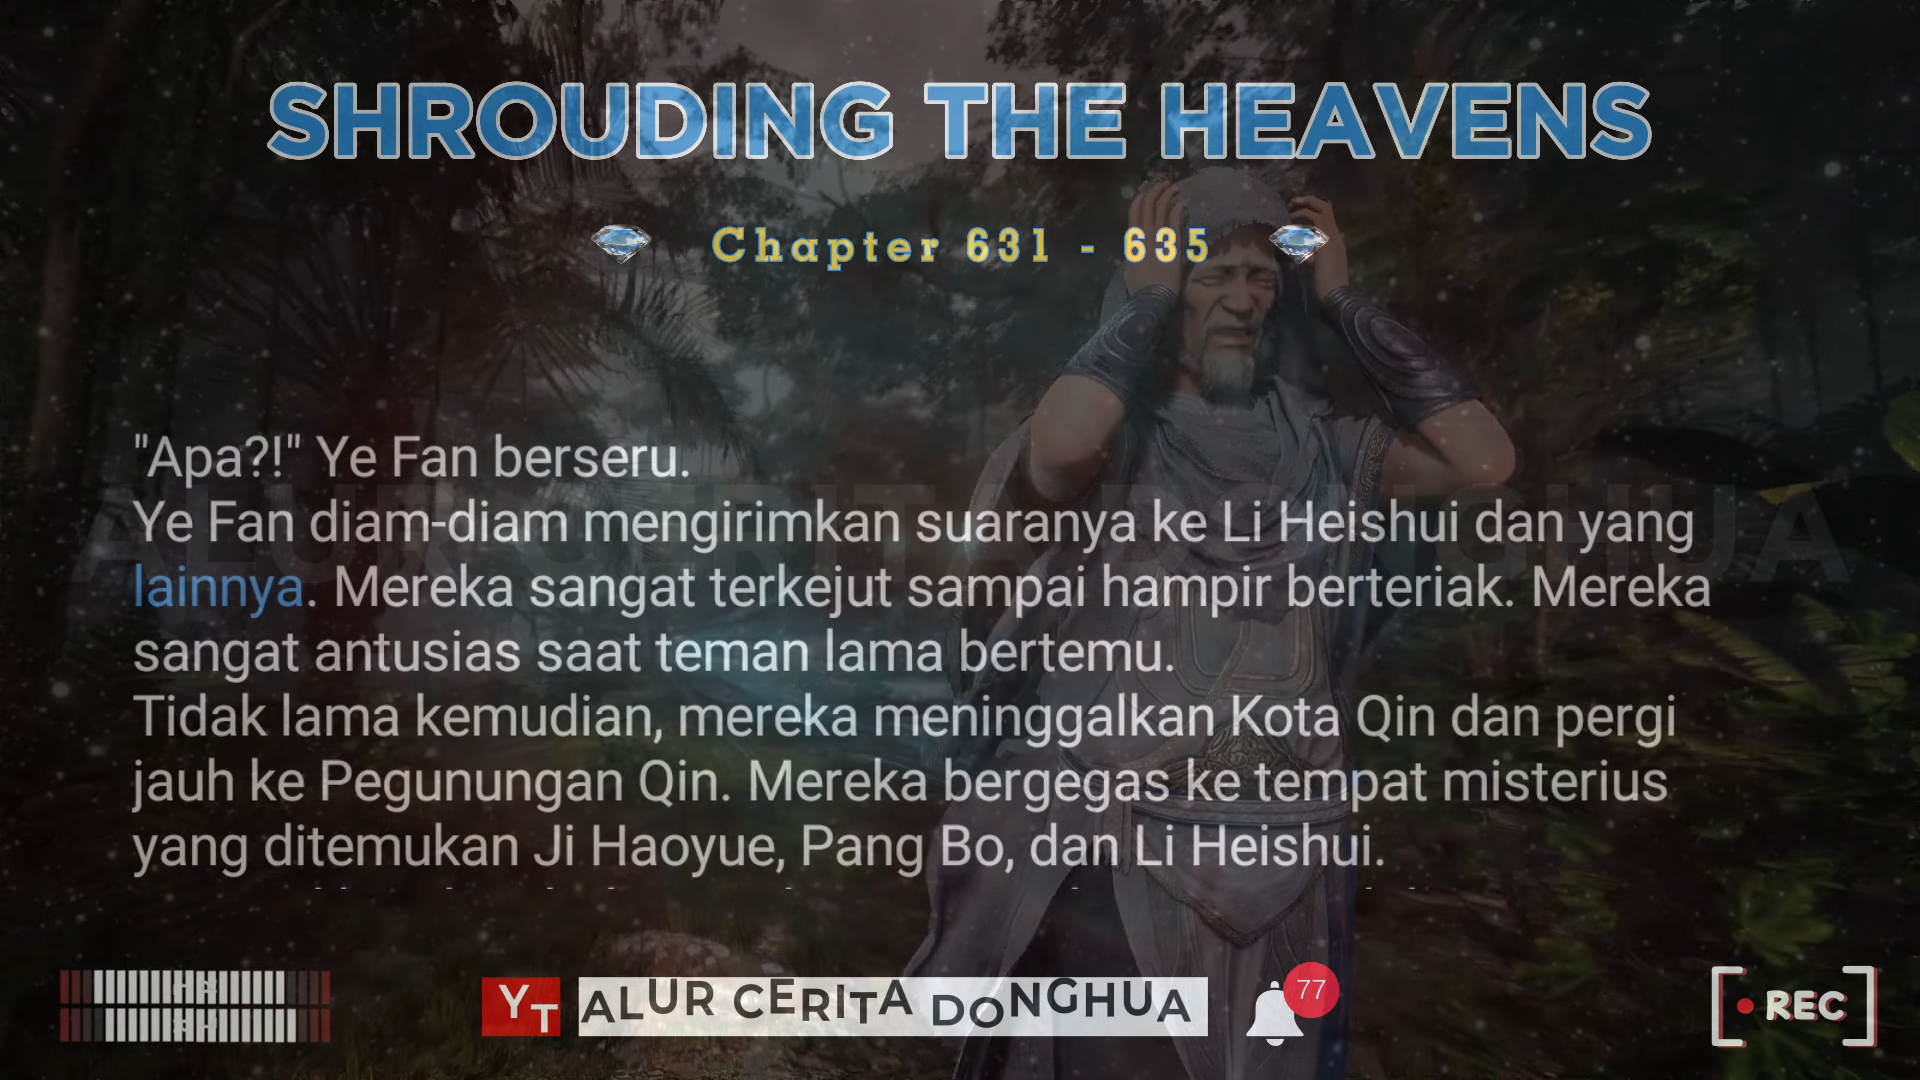 SHROUDING THE HEAVENS
Chapter 631 - 635
"Apa?!" Ye Fan berseru.
Ye Fan diam-diam mengirimkan suaranya ke Li Heishui dan yang
lainnya. Mereka sangat terkejut sampai hampir berteriak. Mereka
sangat antusias saat teman lama bertemu.
Tidak lama kemudian, mereka meninggalkan Kota Qin dan pergi
jauh ke Pegunungan Qin. Mereka bergegas ke tempat misterius
yang ditemukan Ji Haoyue, Pang Bo, dan Li Heishui.
ALUR CERITA DONGHUA
YT ALUR CERITA DONGHUA 77
REC